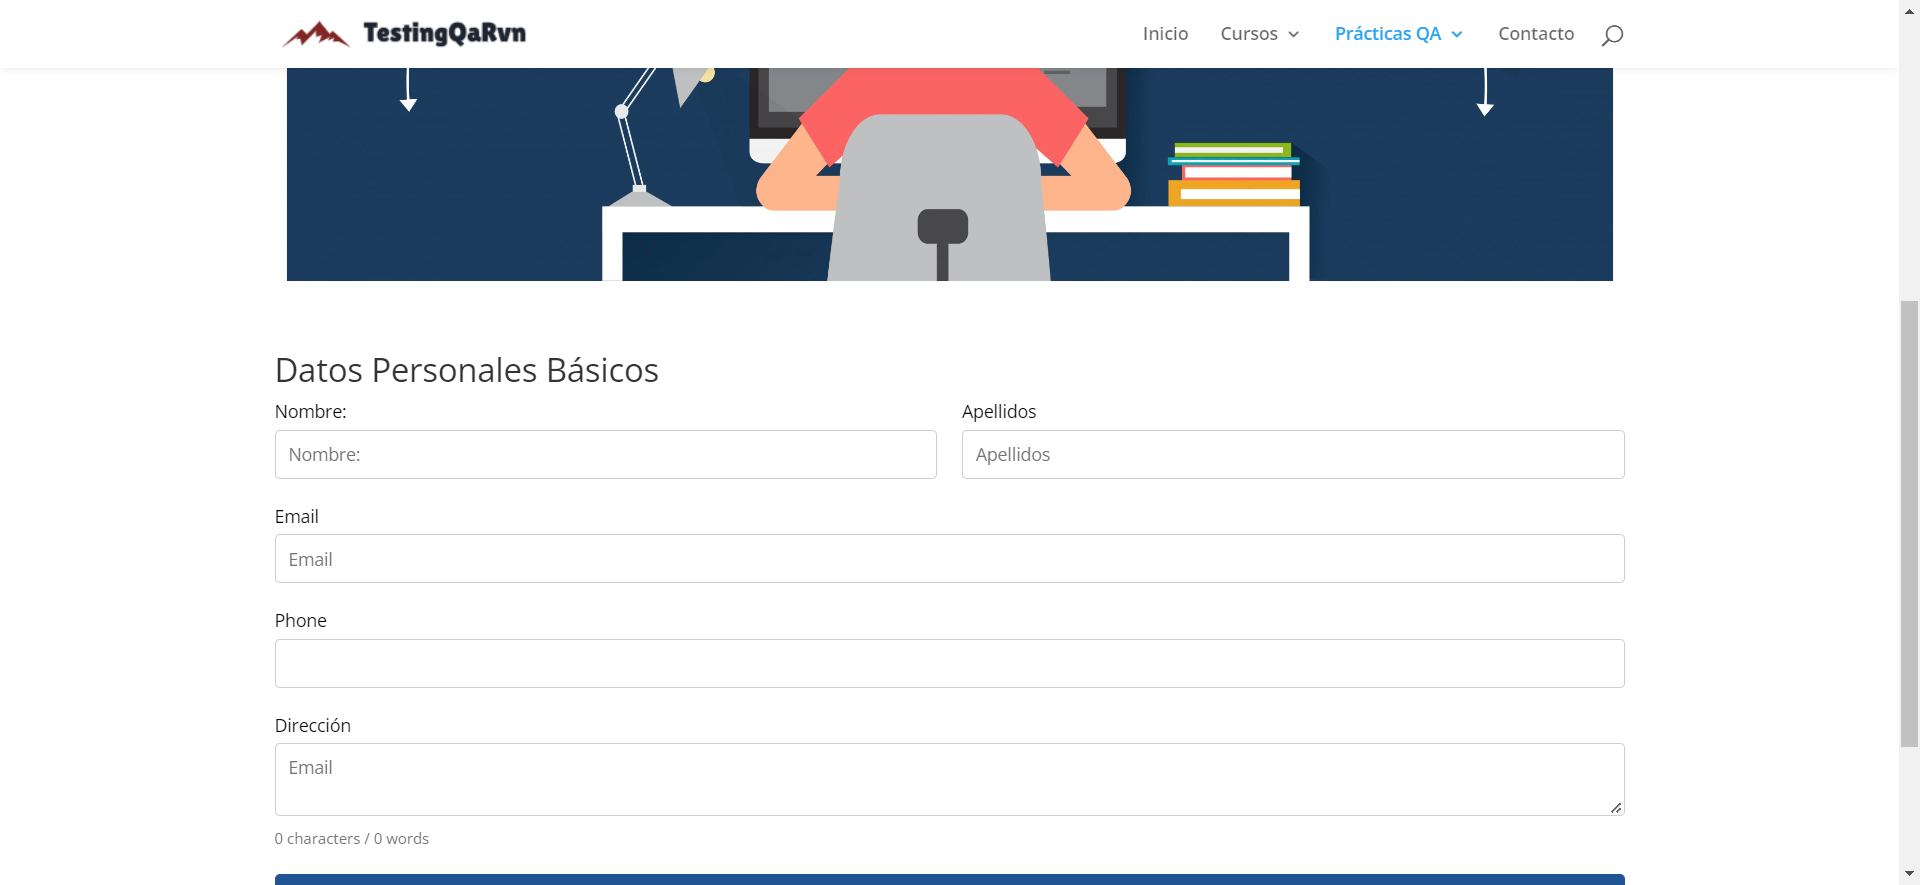 TestingQaRvn
Inicio
Cursos
Prácticas QA
Contacto
Datos Personales Básicos
Nombre:
Apellidos
Nombre:
Apellidos
Email
Email
Phone
Dirección
Email
0 characters / 0 words